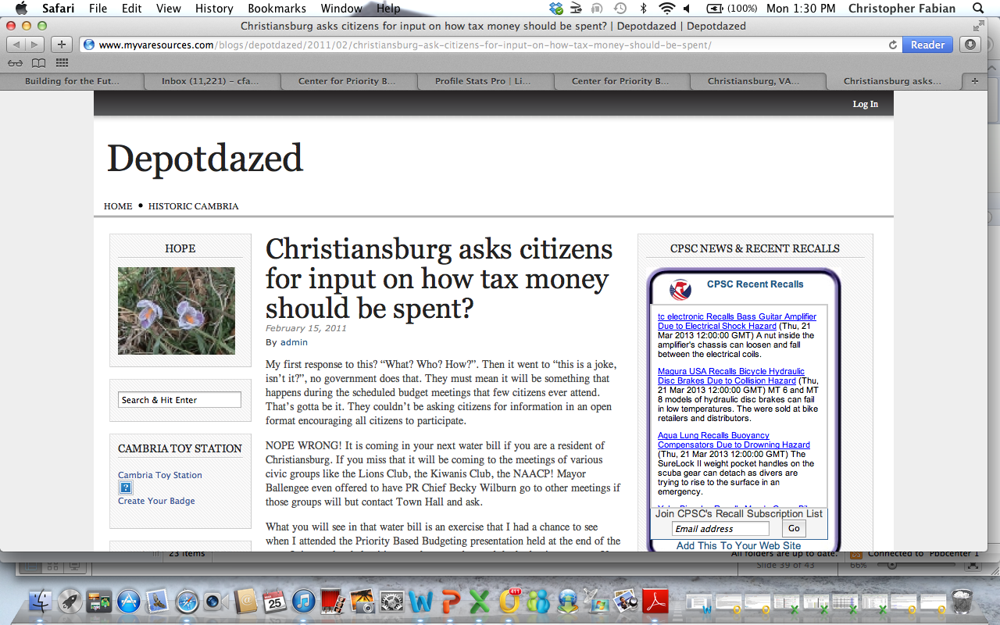 Safari File Edit View History Bookmarks Window Help (100%) Mon 1:30 PM Christopher Fabian
Christiansburg asks citizens for input on how tax money should be spent? | Depotdazed | Depotdazed
www.myvaresources.com/blogs/depotdazed/2011/02/christiansburg-ask-citizens-for-input-on-how-tax-money-should-be-spent/ Reader
Building for the Fut... Inbox (11,221) – cfa... Center for Priority B... Profile Stats Pro | Li... Center for Priority B... Christiansburg, VA... Christiansburg asks...
Log In
Depotdazed
HOME • HISTORIC CAMBRIA
HOPE
Search & Hit Enter
CAMBRIA TOY STATION
Cambria Toy Station
Create Your Badge
Christiansburg asks citizens
for input on how tax money
should be spent?
February 15, 2011
By admin
My first response to this? “What? Who? How?”. Then it went to “this is a joke,
isn’t it?”, no government does that. They must mean it will be something that
happens during the scheduled budget meetings that few citizens ever attend.
That’s gotta be it. They couldn’t be asking citizens for information in an open
format encouraging all citizens to participate.
NOPE WRONG! It is coming in your next water bill if you are a resident of
Christiansburg. If you miss that it will be coming to the meetings of various
civic groups like the Lions Club, the Kiwanis Club, the NAACP! Mayor
Ballengee even offered to have PR Chief Becky Wilburn go to other meetings if
those groups will but contact Town Hall and ask.
What you will see in that water bill is an exercise that I had a chance to see
when I attended the Priority Based Budgeting presentation held at the end of the
CPSC NEWS & RECENT RECALLS
CPSC Recent Recalls
tc electronic Recalls Bass Guitar Amplifier
Due to Electrical Shock Hazard (Thu, 21
Mar 2013 12:00:00 GMT) A nut inside the
amplifier's chassis can loosen and fall
between the electrical coils.
Magura USA Recalls Bicycle Hydraulic
Disc Brakes Due to Collision Hazard (Thu,
21 Mar 2013 12:00:00 GMT) MT 6 and MT
8 models of hydraulic disc brakes can fail
in low temperatures. The were sold at bike
retailers and distributors.
Aqua Lung Recalls Buoyancy
Compensators Due to Drowning Hazard
(Thu, 21 Mar 2013 12:00:00 GMT) The
SureLock II weight pocket handles on the
scuba gear can detach as divers are
trying to rise to the surface in an
emergency.
Join CPSC's Recall Subscription List
Email address Go
Add This To Your Web Site
23 items All folders are up to date. Connected to "Pbbcenter 1
Slide 39 of 43 66%
25
411